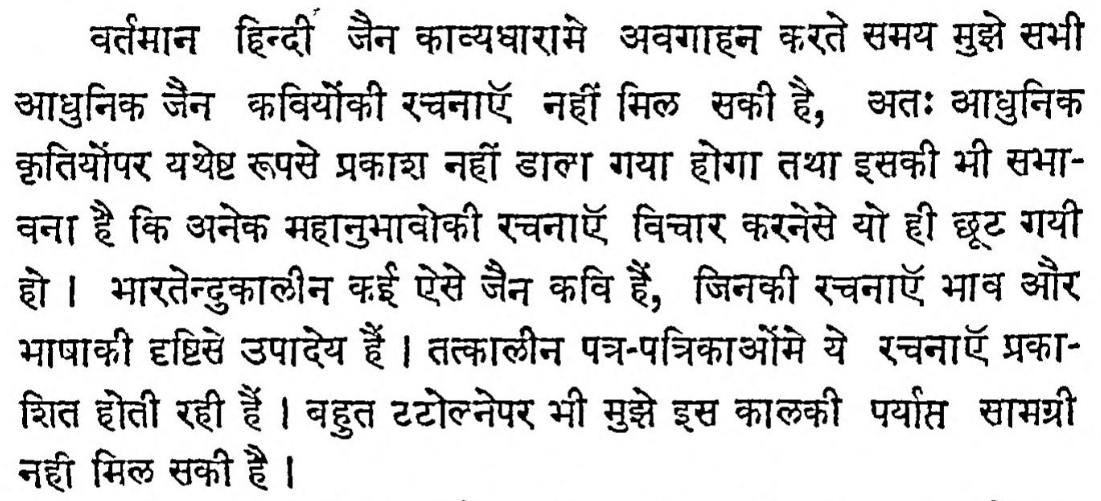 वर्तमान हिन्दी जैन काव्यधारामे अवगाहन करते समय मुझे सभी
आधुनिक जैन कवियोंकी रचनाऍ नहीं मिल सकी है, अतः आधुनिक
कृतियोंपर यथेष्ट रूपसे प्रकाश नहीं डाला गया होगा तथा इसकी भी सभा-
वना है कि अनेक महानुभावोकी रचनाऍ विचार करनेसे यो ही छूट गयी
हो । भारतेन्दुकालीन कई ऐसे जैन कवि हैं, जिनकी रचनाऍ भाव और
भाषाकी दृष्टिसे उपादेय हैं । तत्कालीन पत्र-पत्रिकाओंमे ये रचनाऍ प्रका-
शित होती रही हैं । बहुत टटोलनेपर भी मुझे इस कालकी पर्याप्त सामग्री
नही मिल सकी है ।